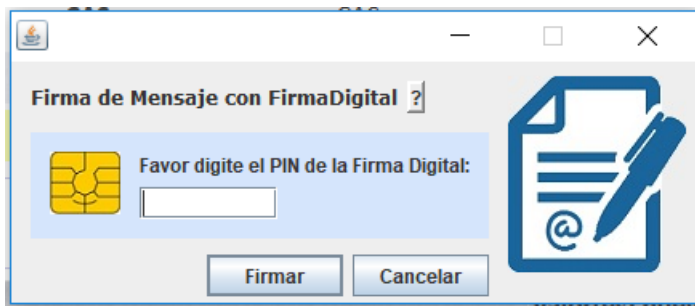 Firma de Mensaje con FirmaDigital ?
Favor digite el PIN de la Firma Digital:
@
Firmar Cancelar